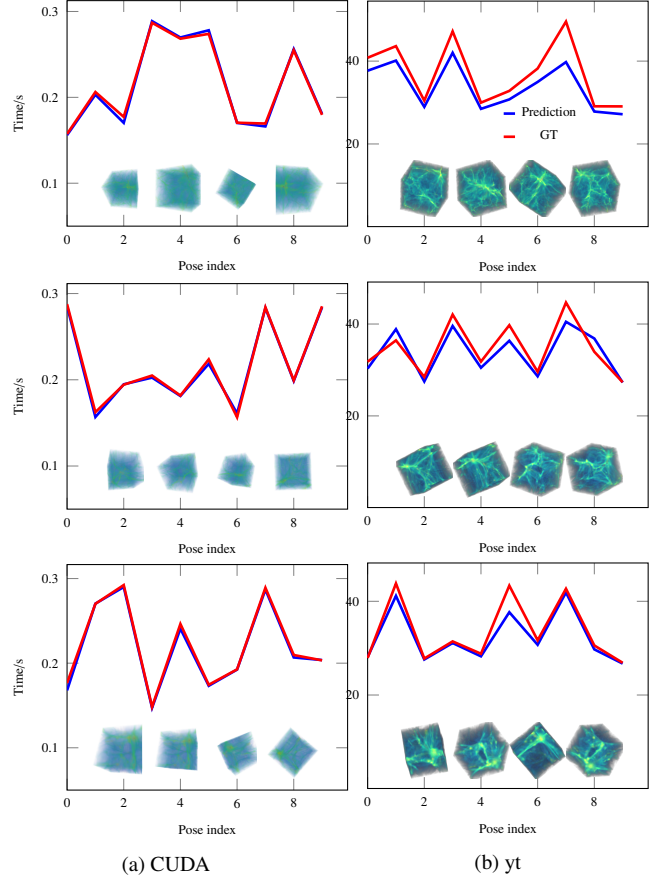 0.3
0.2
0.1
Time/s
0 2 4 6 8
Pose index
40
20
Prediction
GT
0 2 4 6 8
Pose index
0.3
0.2
0.1
Time/s
0 2 4 6 8
Pose index
40
20
0 2 4 6 8
Pose index
0.3
0.2
0.1
Time/s
0 2 4 6 8
Pose index
40
20
0 2 4 6 8
Pose index
(a) CUDA
(b) yt